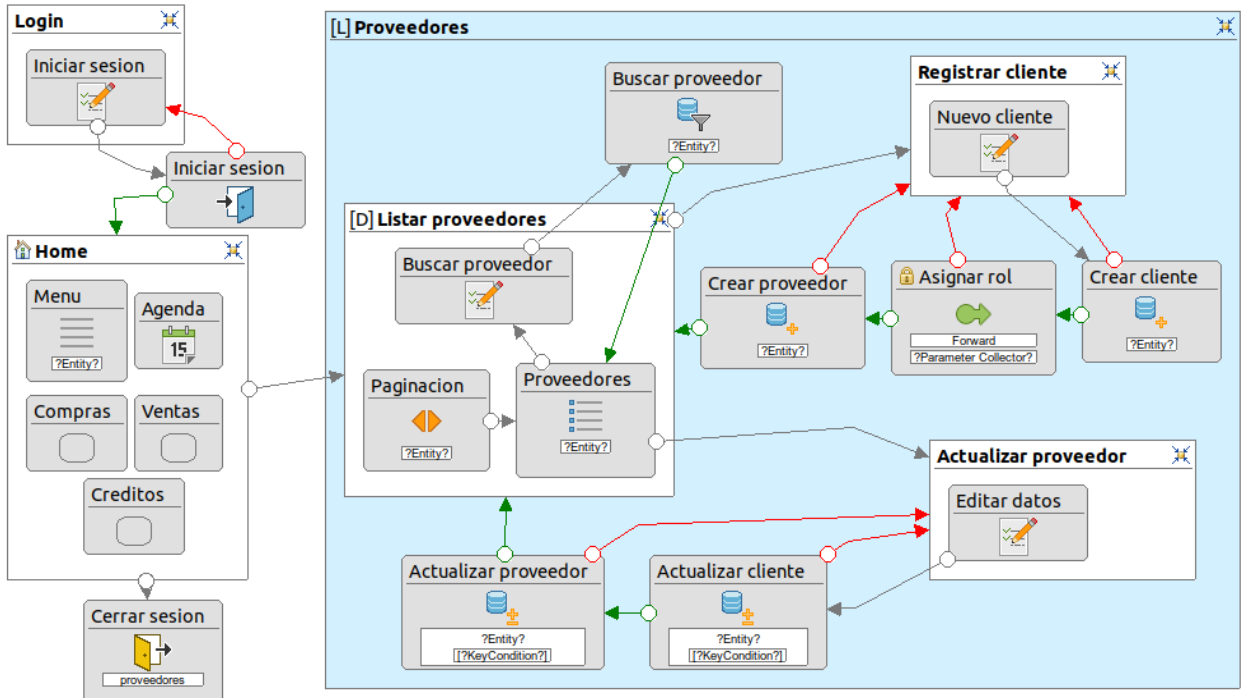 Login
Iniciar sesion
Iniciar sesion
Home
Menu
?Entity?
Agenda
15
Compras
Ventas
Creditos
Cerrar sesion
proveedores
[L] Proveedores
Buscar proveedor
?Entity?
Registrar cliente
Nuevo cliente
[D] Listar proveedores
Buscar proveedor
Paginacion
?Entity?
Proveedores
?Entity?
Crear proveedor
?Entity?
Asignar rol
Forward
?Parameter Collector?
Crear cliente
?Entity?
Actualizar proveedor
Editar datos
Actualizar proveedor
?Entity?
[?KeyCondition?]
Actualizar cliente
?Entity?
[?KeyCondition?]